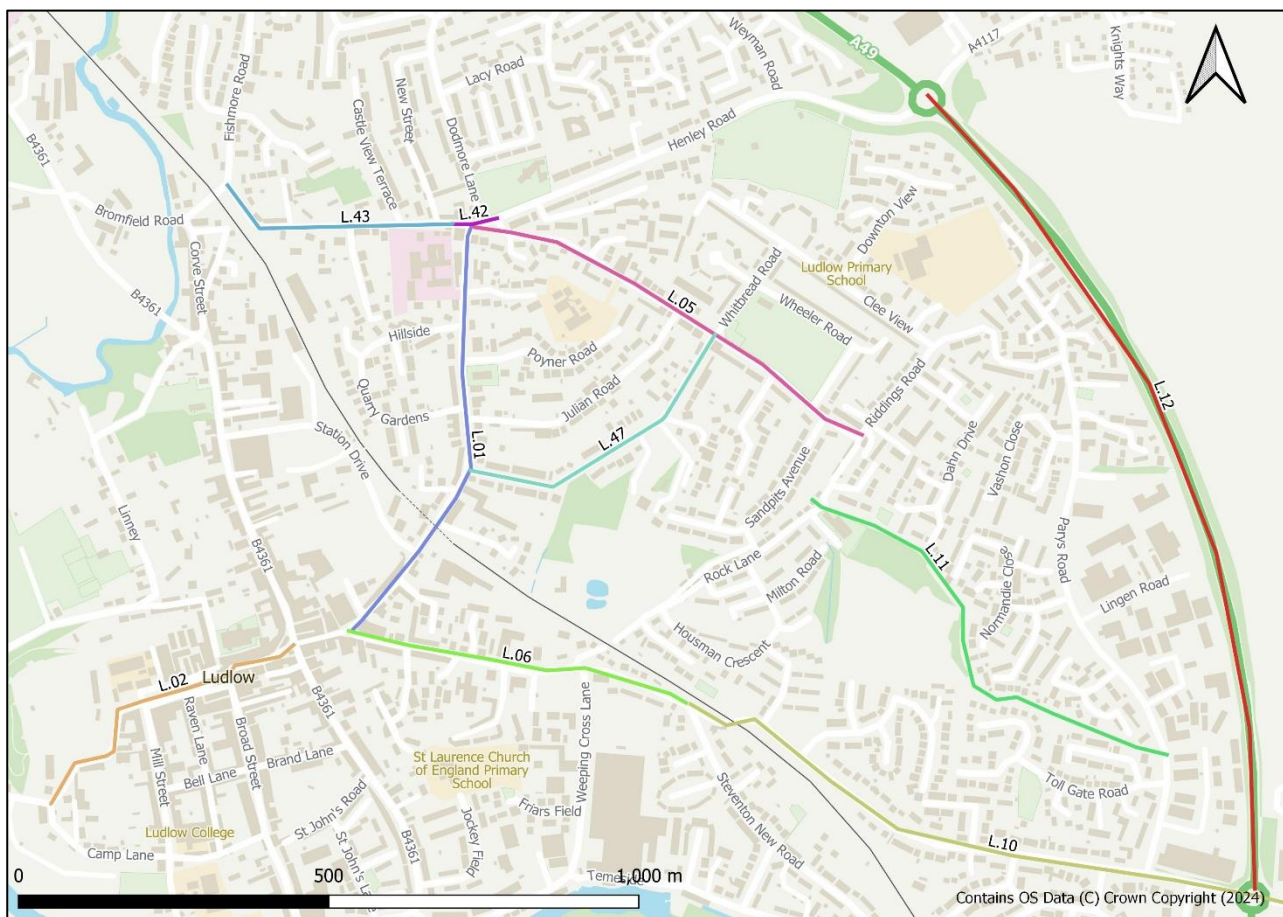 Weyman Road
A49
A4117
Knights Way
Lacy Road
New Street
Fishmore Road
Castle View Terrace
Dodmore Lane
Henley Road
B4361
Bromfield Road
L.43
L.42
Downton View
Corve Street
Whitbread Road
Ludlow Primary
School
L.05
Clee View
B4361
Hillside
Wheeler Road
Poyner Road
L.12
Quarry Gardens
Julian Road
Riddings Road
L.47
L.01
Station Drive
Dahn Drive
Vashon Close
Sandpits Avenue
Linney
B4361
L.11
Parys Road
Rock Lane
Milton Road
Normandie Close
Lingen Road
Housman Crescent
L.06
Ludlow
L.02
Raven Lane
Broad Street
B4361
Weeping Cross Lane
Mill Street
Bell Lane
Brand Lane
St Laurence Church
of England Primary
School
Toll Gate Road
Friars Field
Steventon New Road
St John's Road
Ludlow College
Jockey Field
L.10
Camp Lane
St John's Lane
B4361
Temeside
0
500
1,000 m
Contains OS Data (C) Crown Copyright (2024)